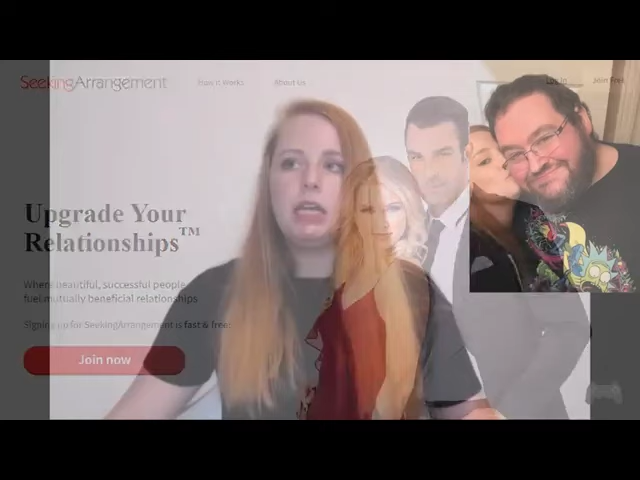 SeekingArrangement
How it Works
About Us
Log In
Join Free
Upgrade Your
Relationships™
Where beautiful, successful people
fuel mutually beneficial relationships
Signing up for SeekingArrangement is fast & free!
Join now